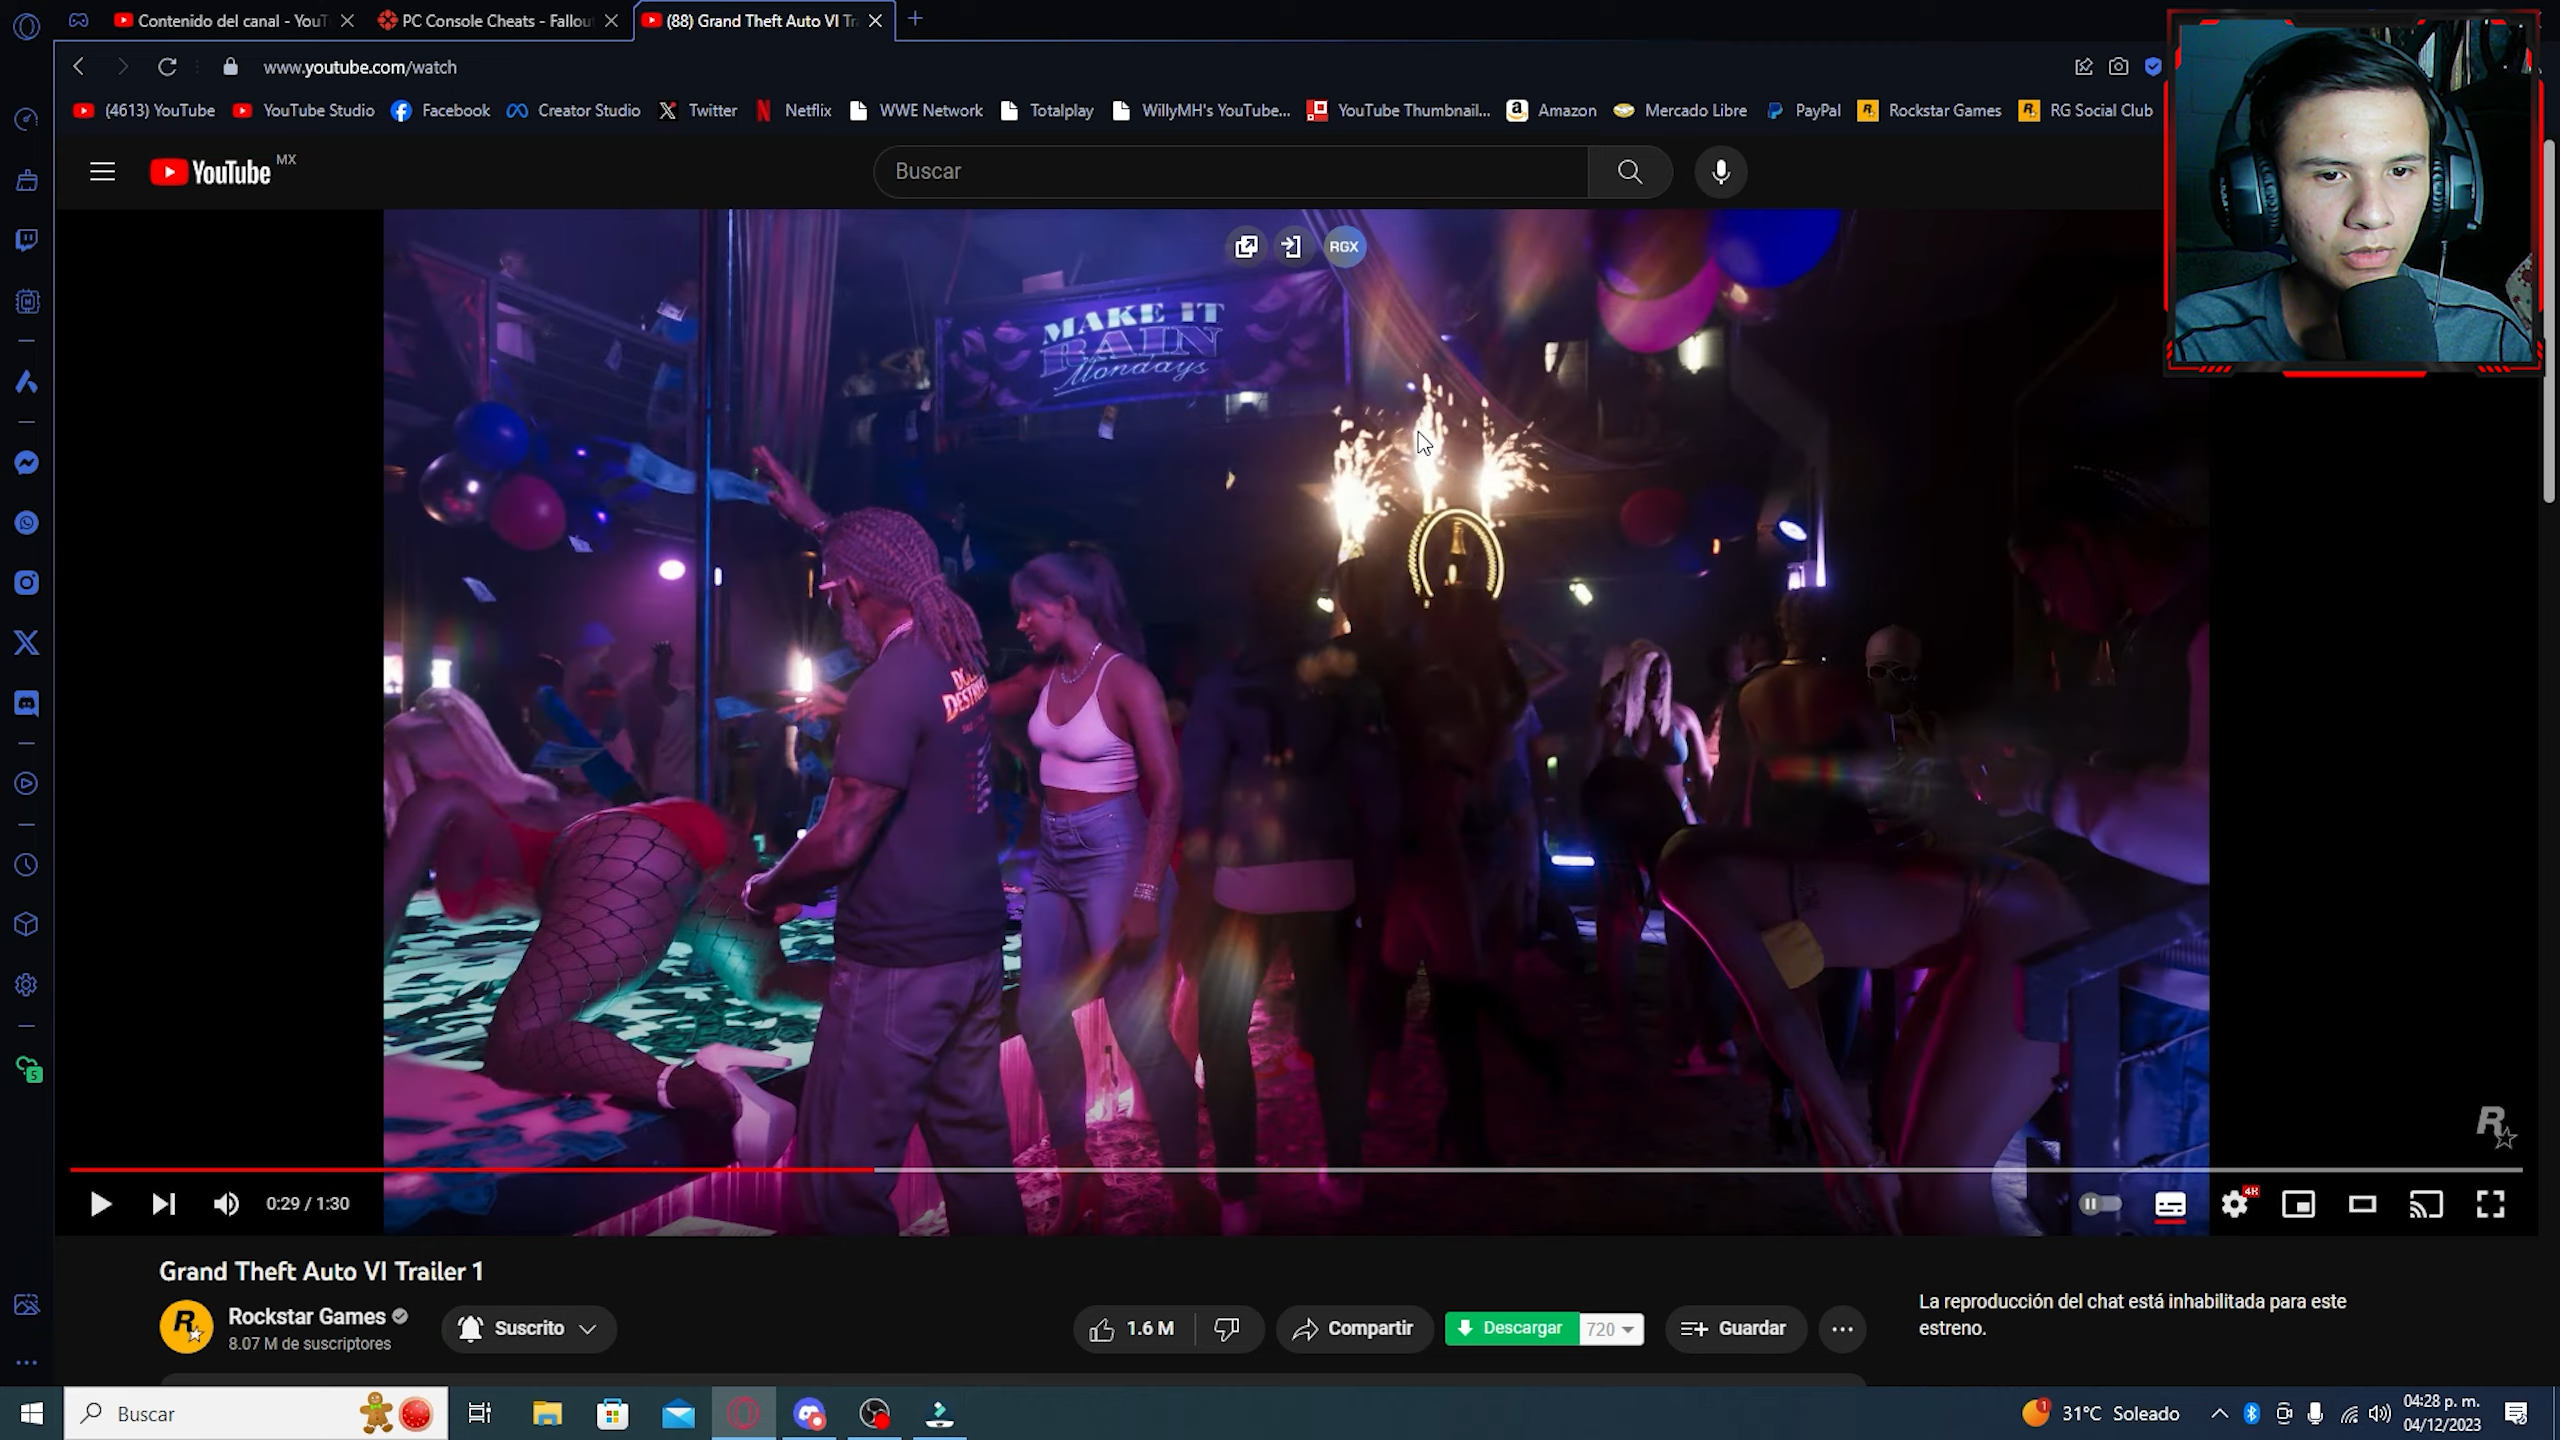 Contenido del canal - YouT
PC Console Cheats - Fallou
(88) Grand Theft Auto VI Tr
www.youtube.com/watch
(4613) YouTube
YouTube Studio
Facebook
Creator Studio
Twitter
Netflix
WWE Network
Totalplay
WillyMH's YouTube...
YouTube Thumbnail...
Amazon
Mercado Libre
PayPal
Rockstar Games
RG Social Club
YouTube MX
Buscar
RGX
MAKE IT
RAIN
Mondays
0:29 / 1:30
4K
Grand Theft Auto VI Trailer 1
Rockstar Games
8.07 M de suscriptores
Suscrito
1.6 M
Compartir
Descargar
720
Guardar
La reproducción del chat está inhabilitada para este
estreno.
5
Buscar
1
31°C Soleado
04:28 p. m.
04/12/2023